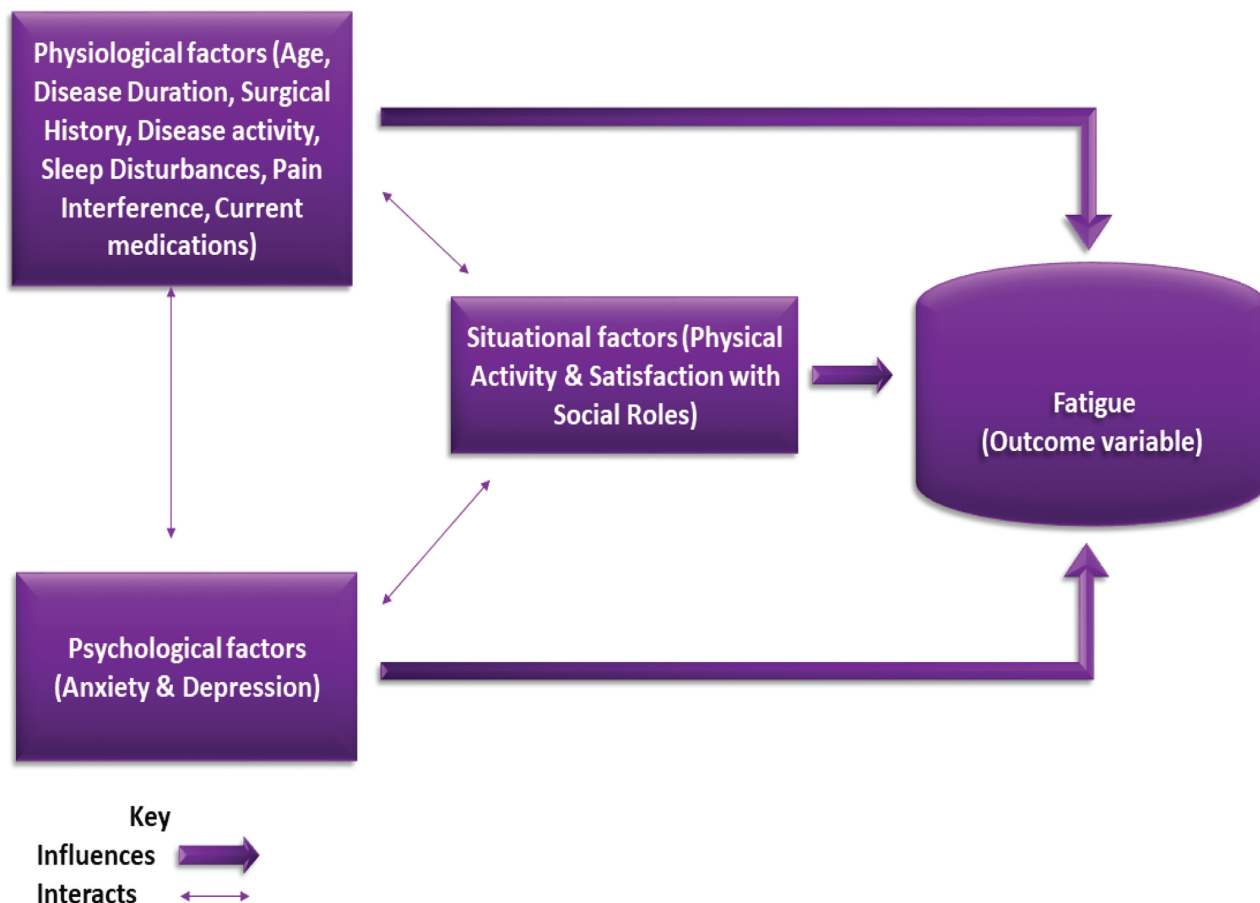 Physiological factors (Age,
Disease Duration, Surgical
History, Disease activity,
Sleep Disturbances, Pain
Interference, Current
medications)
Situational factors (Physical
Activity & Satisfaction with
Social Roles)
Fatigue
(Outcome variable)
Psychological factors
(Anxiety & Depression)
Key
Influences
Interacts